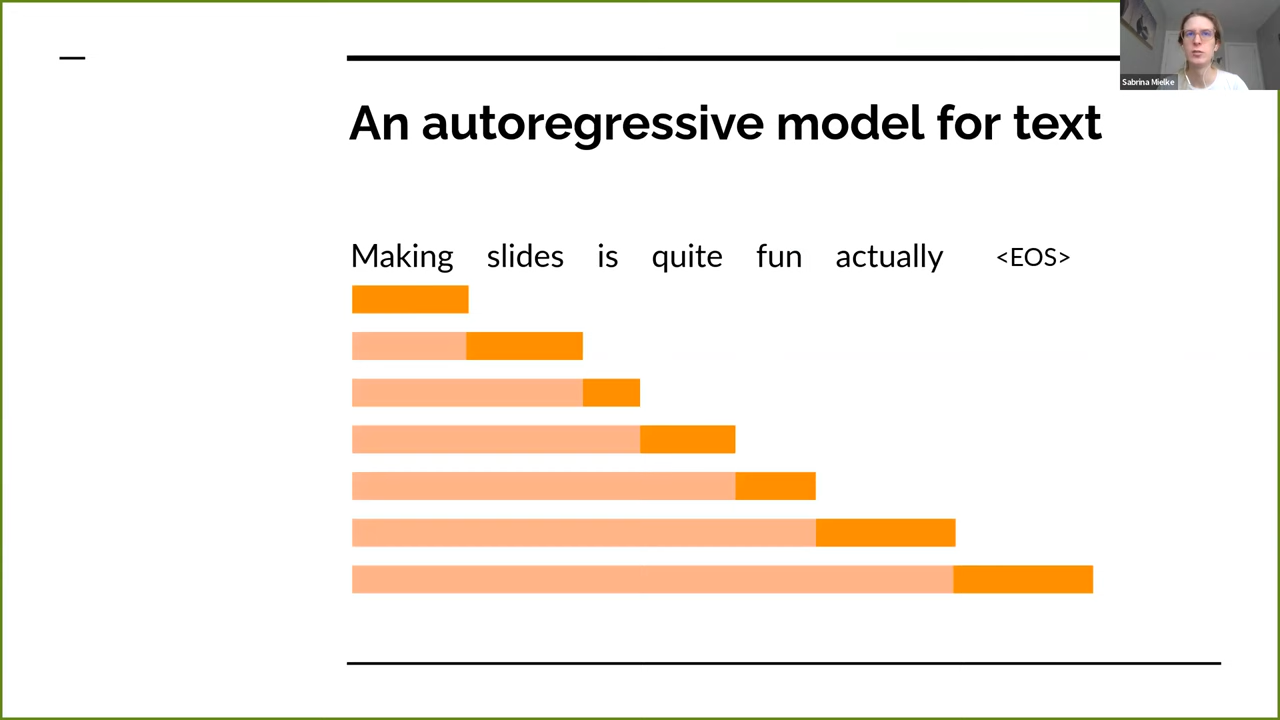 Sabrina Mielke
An autoregressive model for text
Making slides is quite fun actually <EOS>